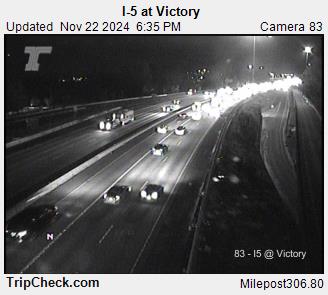 I-5 at Victory
Updated Nov 22 2024 6:35 PM Camera 83
T
N
83 - I5 @ Victory
TripCheck.com Milepost306.80